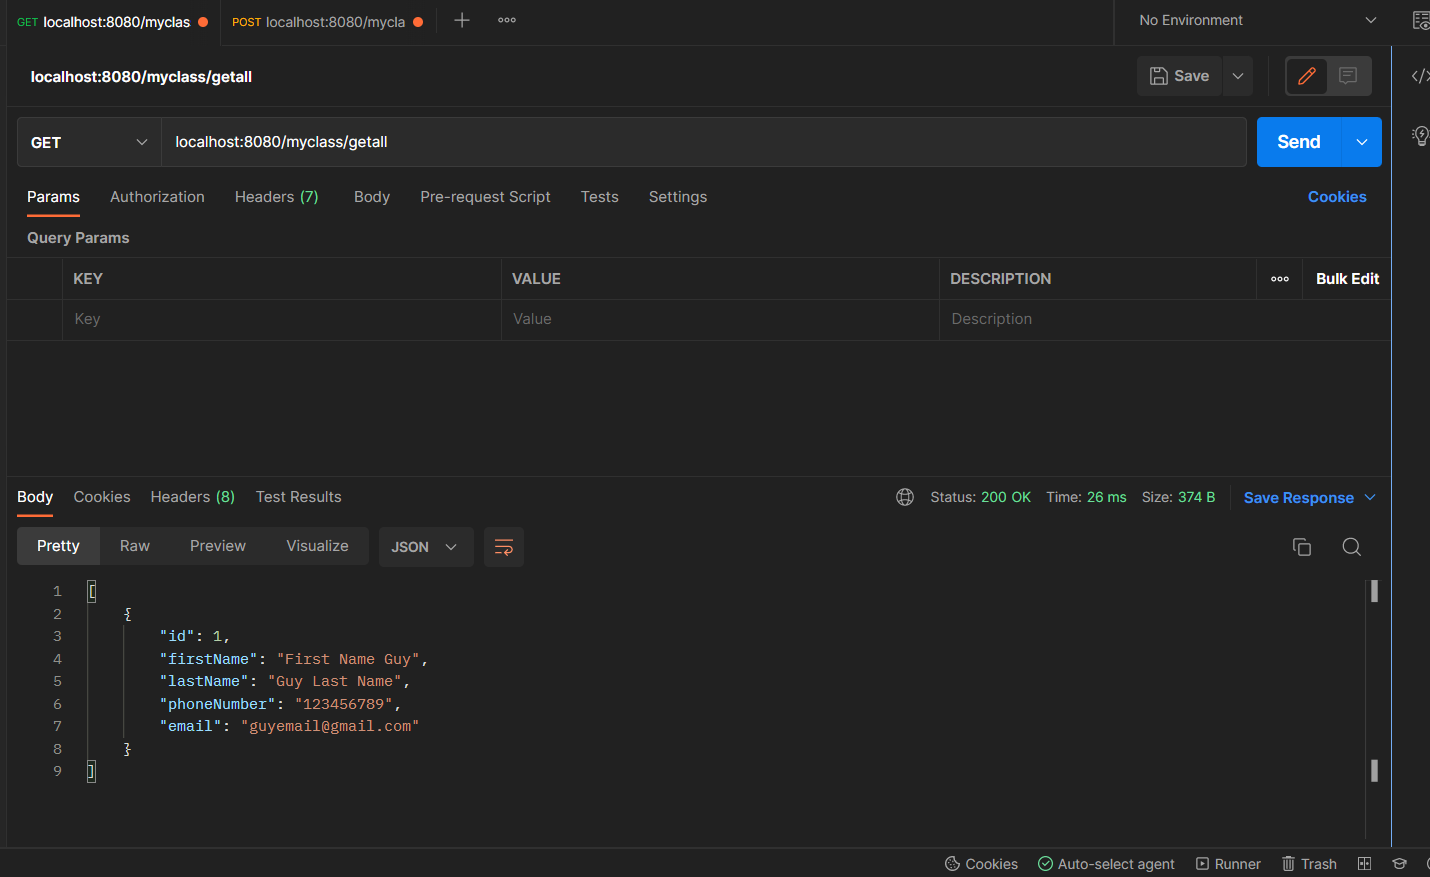 GET localhost:8080/myclas POST localhost:8080/mycla No Environment
localhost:8080/myclass/getall Save
GET localhost:8080/myclass/getall Send
Params Authorization Headers (7) Body Pre-request Script Tests Settings Cookies
Query Params
KEY VALUE DESCRIPTION Bulk Edit
Key Value Description
Body Cookies Headers (8) Test Results Status: 200 OK Time: 26 ms Size: 374 B Save Response
Pretty Raw Preview Visualize JSON
1 [
2 {
3 "id": 1,
4 "firstName": "First Name Guy",
5 "lastName": "Guy Last Name",
6 "phoneNumber": "123456789",
7 "email": "guyemail@gmail.com"
8 }
9 ]
Cookies Auto-select agent Runner Trash